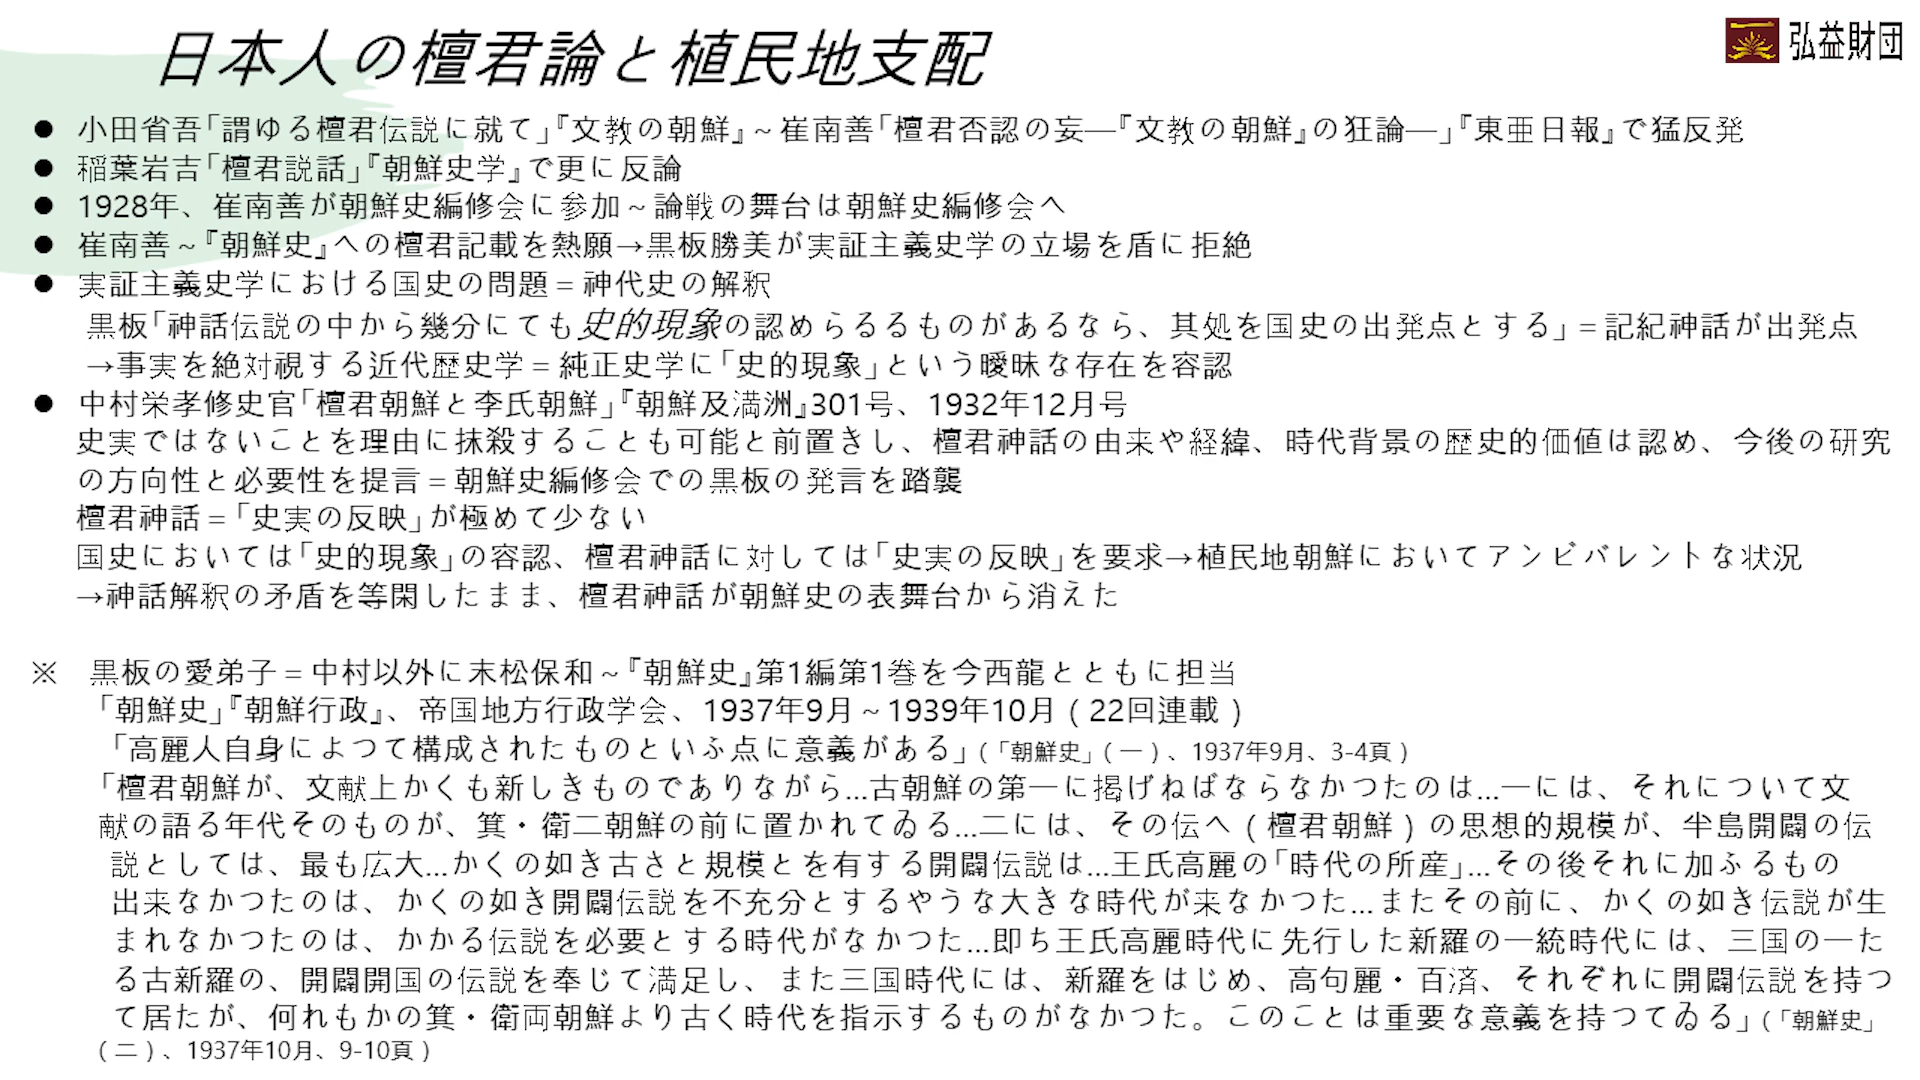 日本人の檀君論と植民地支配
弘益財団
● 小田省吾「謂ゆる檀君伝説に就て」『文教の朝鮮』~崔南善「檀君否認の妄―『文教の朝鮮』の狂論―」『東亜日報』で猛反発
● 稲葉岩吉「檀君説話」『朝鮮史学』で更に反論
● 1928年、崔南善が朝鮮史編修会に参加~論戦の舞台は朝鮮史編修会へ
● 崔南善~『朝鮮史』への檀君記載を熱願→黒板勝美が実証主義史学の立場を盾に拒絶
● 実証主義史学における国史の問題=神代史の解釈
黒板「神話伝説の中から幾分にても史的現象の認めらるるものがあるなら、其処を国史の出発点とする」=記紀神話が出発点
→事実を絶対視する近代歴史学=純正史学に「史的現象」という曖昧な存在を容認
● 中村栄孝修史官「檀君朝鮮と李氏朝鮮」『朝鮮及満洲』301号、1932年12月号
史実ではないことを理由に抹殺することも可能と前置きし、檀君神話の由来や経緯、時代背景の歴史的価値は認め、今後の研究
の方向性と必要性を提言=朝鮮史編修会での黒板の発言を踏襲
檀君神話=「史実の反映」が極めて少ない
国史においては「史的現象」の容認、檀君神話に対しては「史実の反映」を要求→植民地朝鮮においてアンビバレントな状況
→神話解釈の矛盾を等閑したまま、檀君神話が朝鮮史の表舞台から消えた
※ 黒板の愛弟子=中村以外に末松保和~『朝鮮史』第1編第1巻を今西龍とともに担当
「朝鮮史」『朝鮮行政』、帝国地方行政学会、1937年9月~1939年10月(22回連載)
「高麗人自身によつて構成されたものといふ点に意義がある」(「朝鮮史」(一)、1937年9月、3-4頁)
「檀君朝鮮が、文献上かくも新しきものでありながら...古朝鮮の第一に掲げねばならなかつたのは...一には、それについて文
献の語る年代そのものが、箕・衛二朝鮮の前に置かれてゐる...二には、その伝へ(檀君朝鮮)の思想的規模が、半島開闢の伝
説としては、最も広大...かくの如き古さと規模とを有する開闢伝説は...王氏高麗の「時代の所産」...その後それに加ふるもの
出来なかつたのは、かくの如き開闢伝説を不充分とするやうな大きな時代が来なかつた...またその前に、かくの如き伝説が生
まれなかつたのは、かかる伝説を必要とする時代がなかつた...即ち王氏高麗時代に先行した新羅の一統時代には、三国の一た
る古新羅の、開闢開国の伝説を奉じて満足し、また三国時代には、新羅をはじめ、高句麗・百済、それぞれに開闢伝説を持つ
て居たが、何れもかの箕・衛両朝鮮より古く時代を指示するものがなかつた。このことは重要な意義を持つてゐる」(「朝鮮史」
(二)、1937年10月、9-10頁)